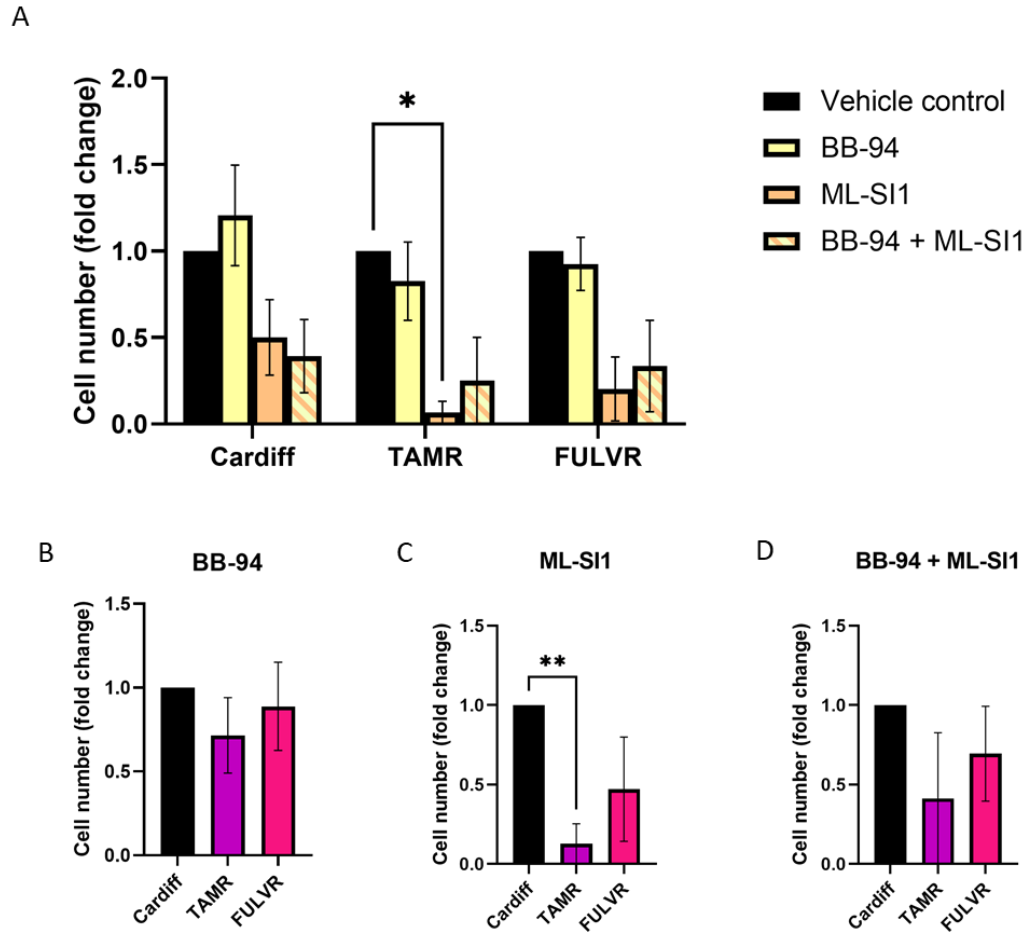 A
Cell number (fold change)
2.0
1.5
1.0
0.5
0.0
*
Cardiff
TAMR
FULVR
Vehicle control
BB-94
ML-SI1
BB-94 + ML-SI1
B
BB-94
Cell number (fold change)
1.5
1.0
0.5
0.0
Cardiff
TAMR
FULVR
C
ML-SI1
Cell number (fold change)
1.5
1.0
0.5
0.0
**
Cardiff
TAMR
FULVR
D
BB-94 + ML-SI1
Cell number (fold change)
1.5
1.0
0.5
0.0
Cardiff
TAMR
FULVR